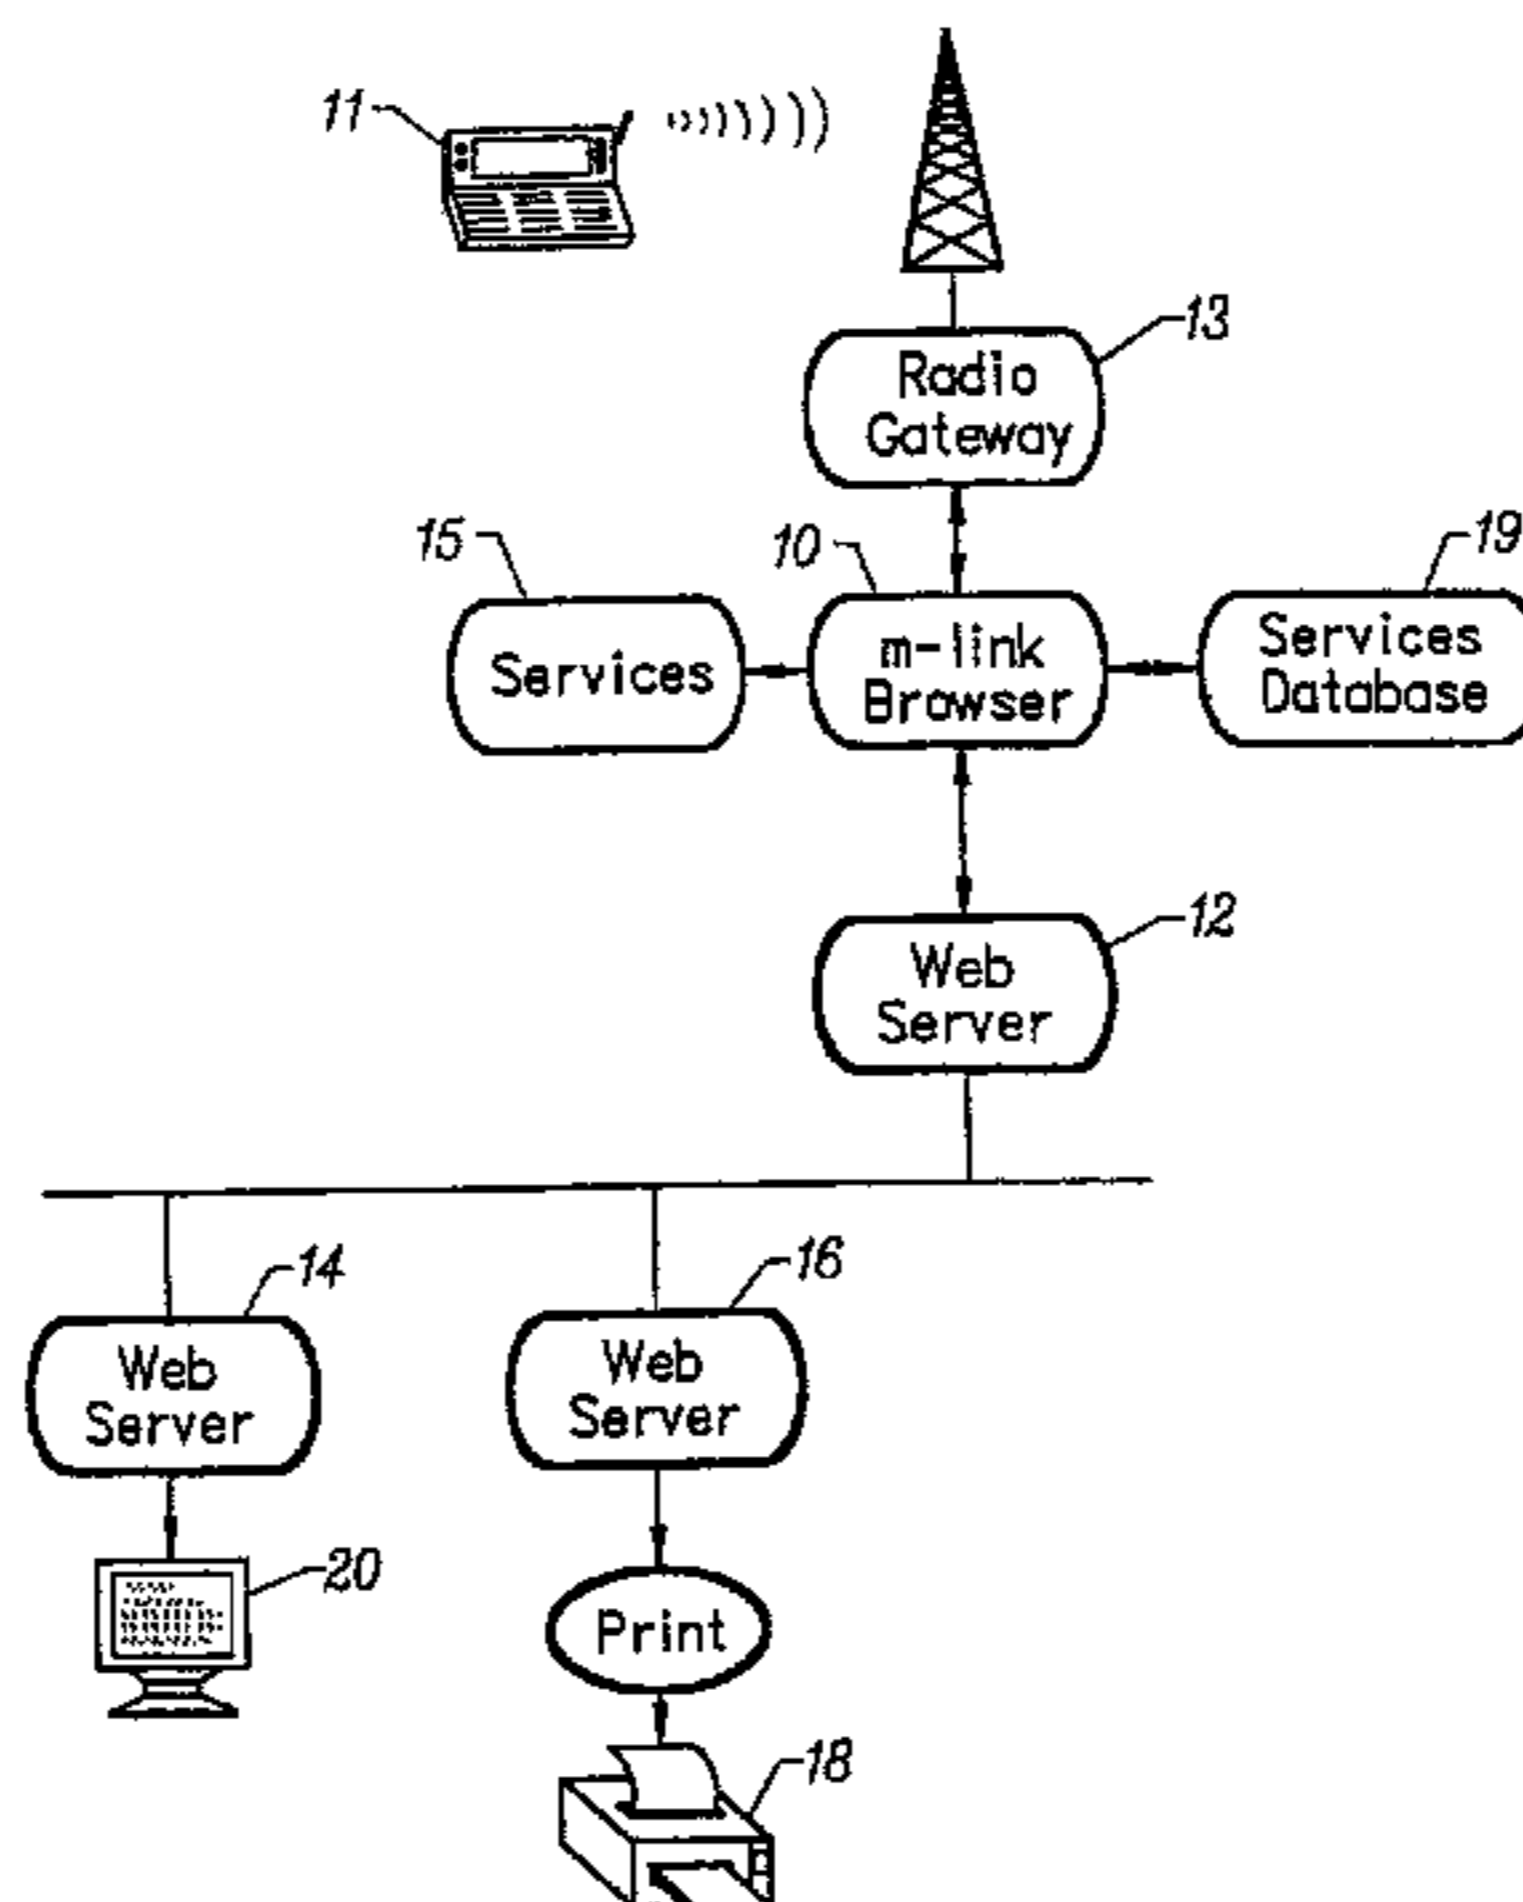 11
13
Radio
Gateway
15
10
19
Services
m-link
Browser
Services
Database
12
Web
Server
14
16
Web
Server
Web
Server
20
Print
18